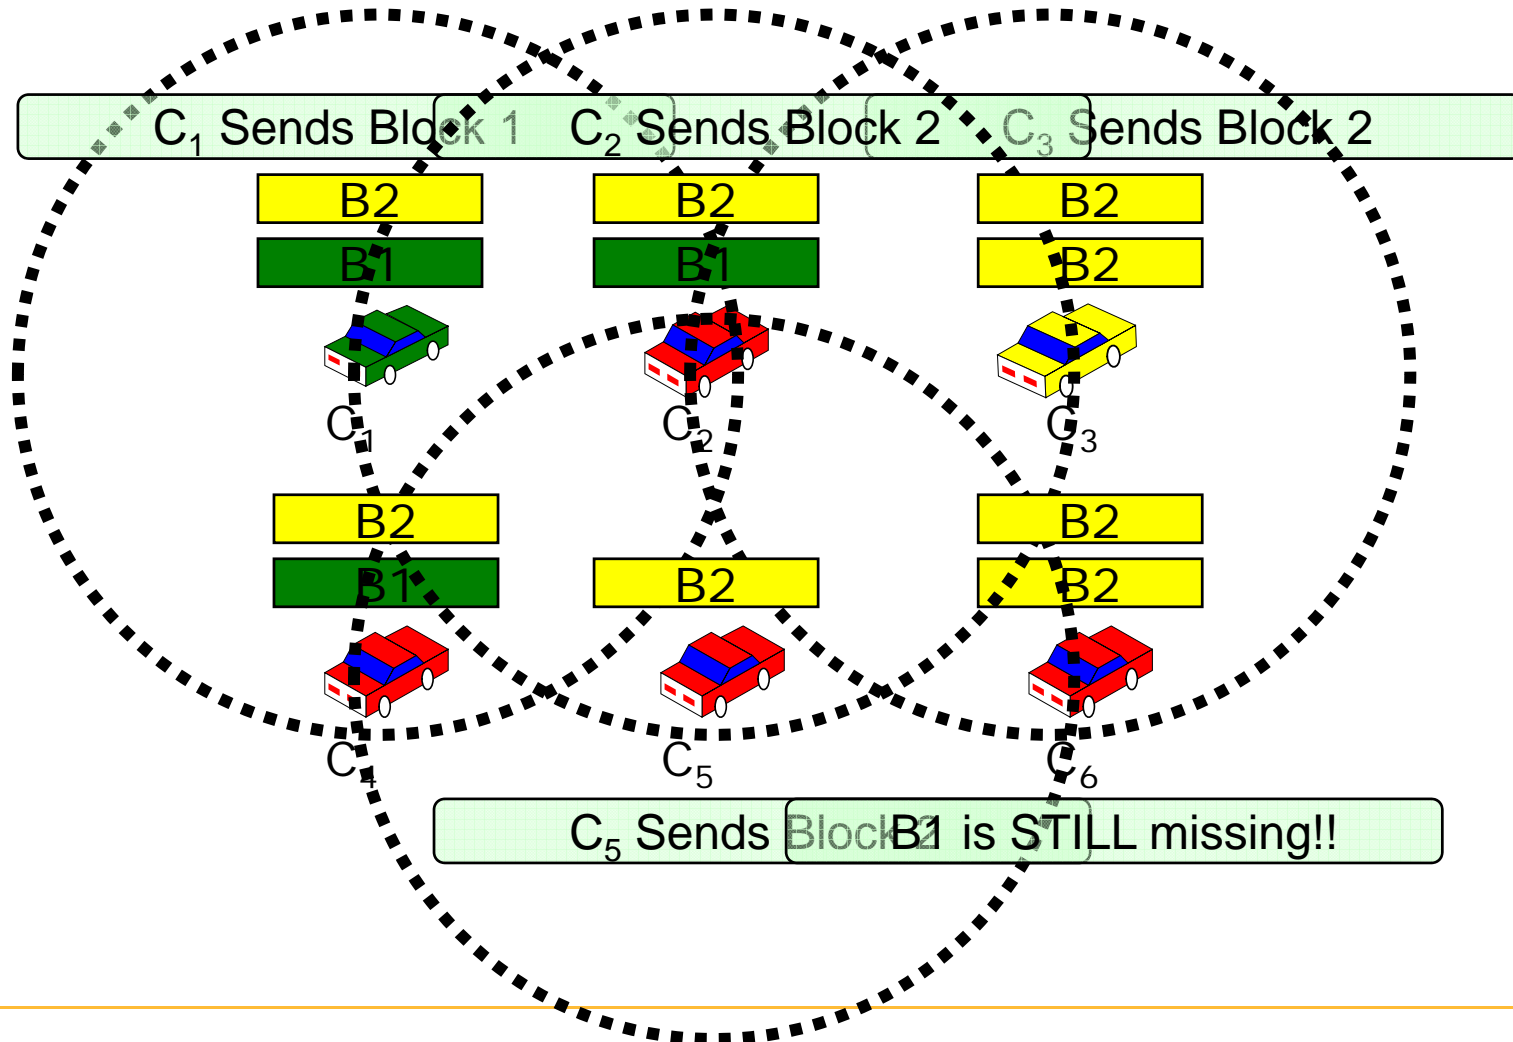 C₁ Sends Block 1
C₂ Sends Block 2
C₃ Sends Block 2
B2
B2
B2
B1
B1
B2
C₁
C₂
C₃
B2
B2
B1
B2
B2
C₄
C₅
C₆
C₅ Sends Block 2
B1 is STILL missing!!